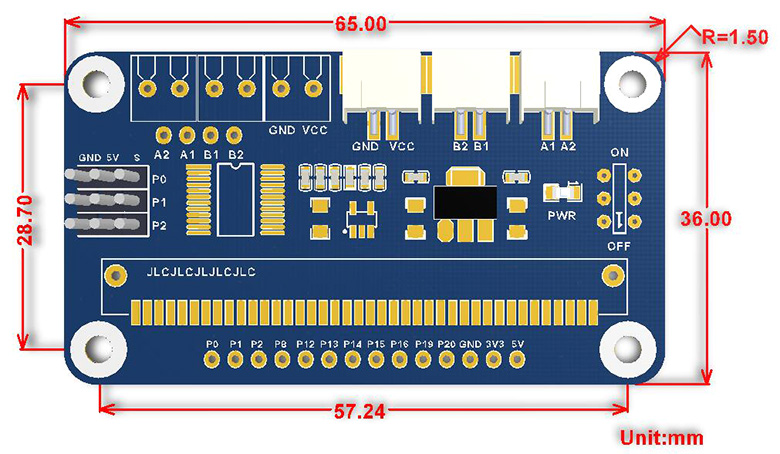 65.00
R=1.50
GND VCC
A2 A1 B1 B2
GND VCC
B2 B1
A1 A2
GND 5V S
P0
P1
P2
ON
1
OFF
PWR
28.70
36.00
JLCJLCJLJLCJLC
P0 P1 P2 P8 P12 P13 P14 P15 P16 P19 P20 GND 3V3 5V
57.24
Unit:mm